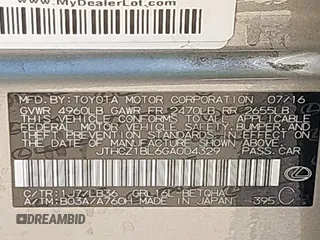 www.MyDealerLot.com
MFD. BY:TOYOTA MOTOR CORPORATION 07/16
GVWR 4960LB GAWR FR 2470LB RR 2655LB
THIS VEHICLE CONFORMS TO ALL APPLICABLE
FEDERAL MOTOR VEHICLE SAFETY, BUMPER, AND
THEFT PREVENTION STANDARDS IN EFFECT ON
THE DATE OF MANUFACTURE SHOWN ABOVE.
JTHCZ1BL6GA004329 PASS.CAR
C/TR:1J7/LB36 GRL16L-BETQHA
A/TM:B03A/A760H MADE IN JAPAN 395 C
DREAMBID